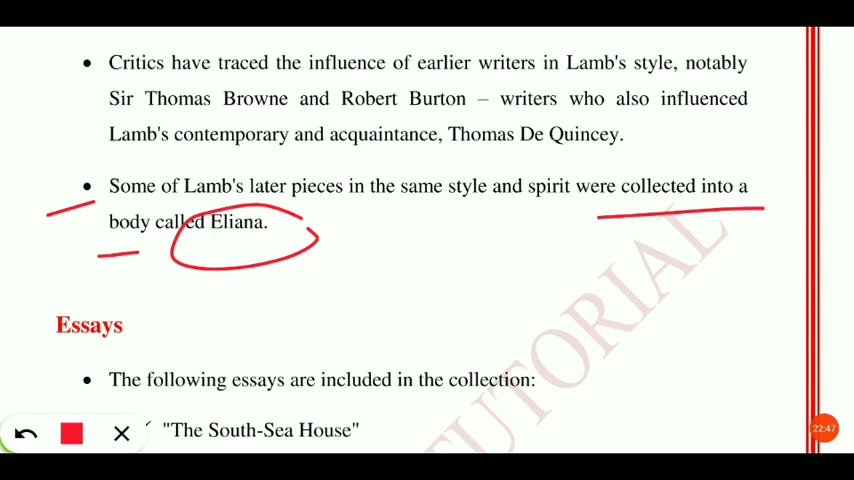 • Critics have traced the influence of earlier writers in Lamb's style, notably
Sir Thomas Browne and Robert Burton – writers who also influenced
Lamb's contemporary and acquaintance, Thomas De Quincey.
• Some of Lamb's later pieces in the same style and spirit were collected into a
body called Eliana.
Essays
• The following essays are included in the collection:
"The South-Sea House"
TUTORIAL
22:47